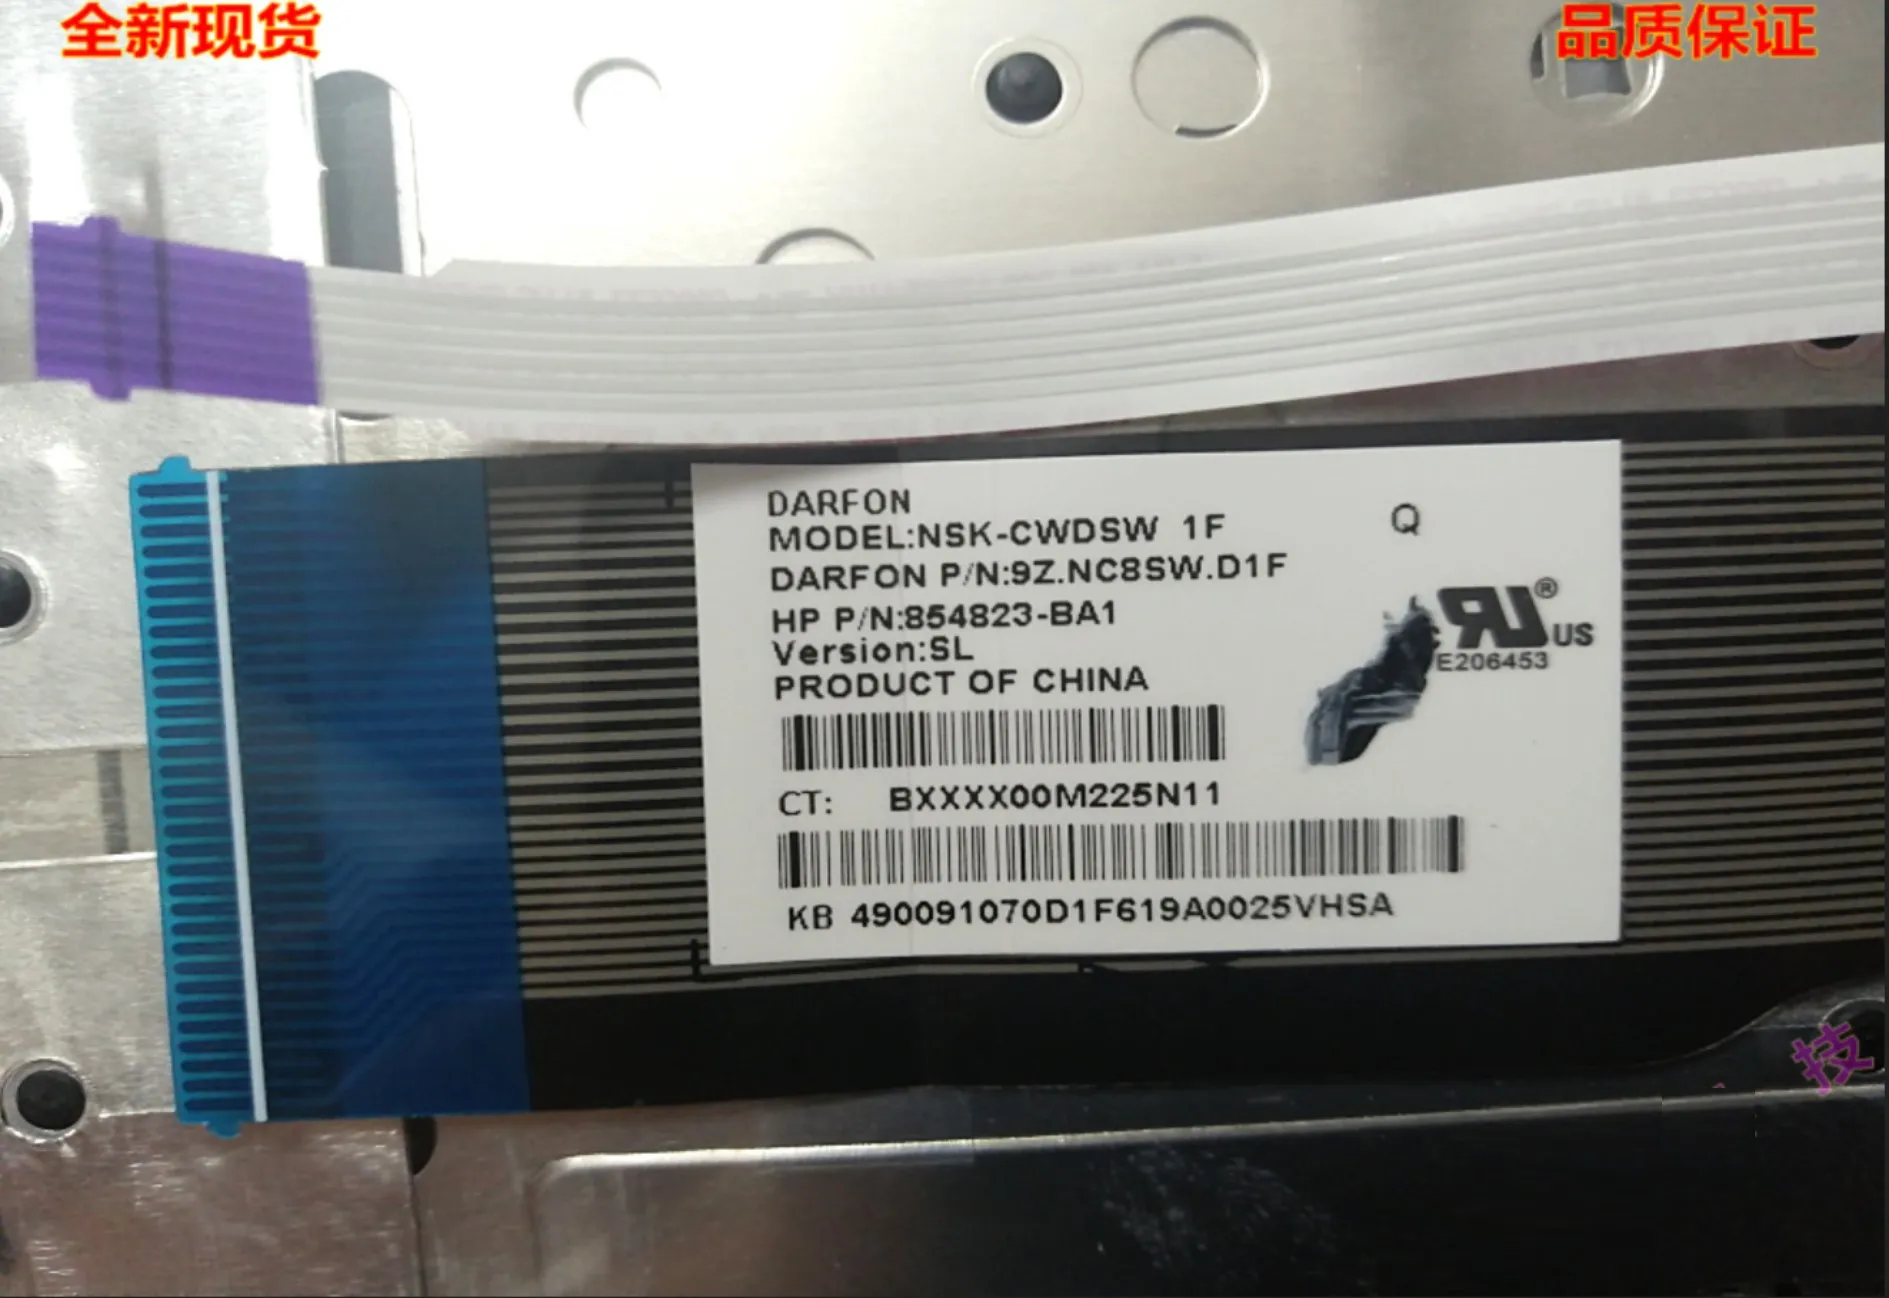 全新现货
品质保证
DARFON
MODEL:NSK-CWDSW 1F
Q
DARFON P/N:9Z.NC8SW.D1F
HP P/N:854823-BA1
Version:SL
PRODUCT OF CHINA
®
US
E206453
CT: BXXXX00M225N11
KB 490091070D1F619A0025VHSA
技